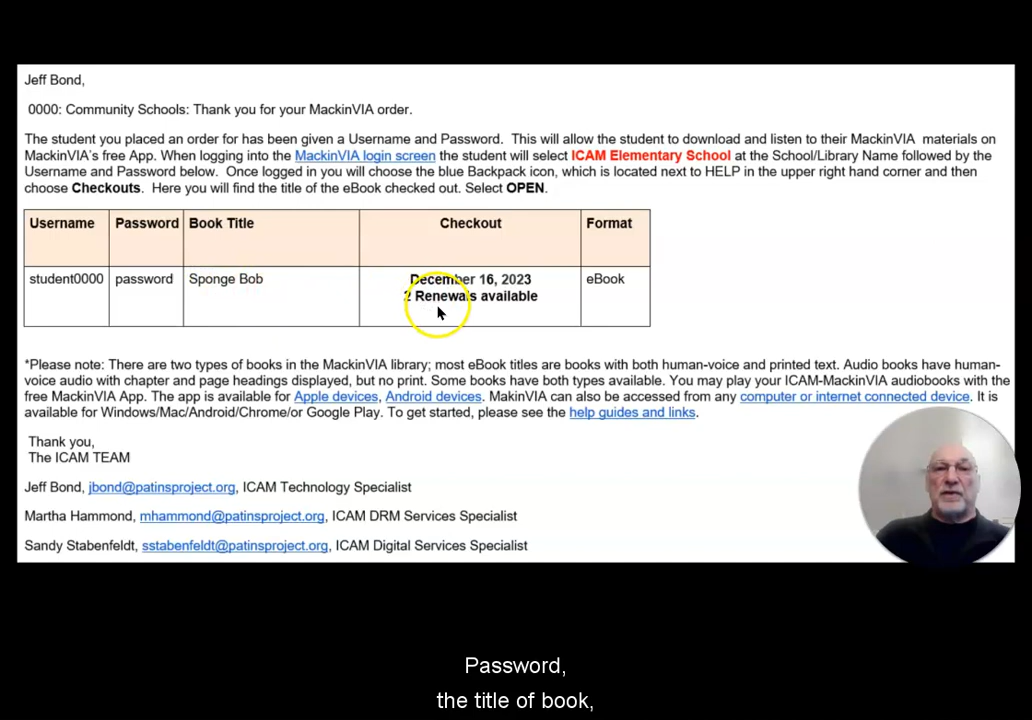 Jeff Bond,
0000: Community Schools: Thank you for your MackinVIA order.
The student you placed an order for has been given a Username and Password.  This will allow the student to download and listen to their MackinVIA  materials on
MackinVIA's free App. When logging into the MackinVIA login screen the student will select ICAM Elementary School at the School/Library Name followed by the
Username and Password below.  Once logged in you will choose the blue Backpack icon, which is located next to HELP in the upper right hand corner and then
choose Checkouts.  Here you will find the title of the eBook checked out. Select OPEN.
Username Password Book Title Checkout Format
student0000 password Sponge Bob December 16, 2023 eBook
2 Renewals available
*Please note: There are two types of books in the MackinVIA library; most eBook titles are books with both human-voice and printed text. Audio books have human-
voice audio with chapter and page headings displayed, but no print. Some books have both types available. You may play your ICAM-MackinVIA audiobooks with the
free MackinVIA App. The app is available for Apple devices, Android devices. MakinVIA can also be accessed from any computer or internet connected device. It is
available for Windows/Mac/Android/Chrome/or Google Play. To get started, please see the help guides and links.
Thank you,
The ICAM TEAM
Jeff Bond, jbond@patinsproject.org, ICAM Technology Specialist
Martha Hammond, mhammond@patinsproject.org, ICAM DRM Services Specialist
Sandy Stabenfeldt, sstabenfeldt@patinsproject.org, ICAM Digital Services Specialist
Password,
the title of book,